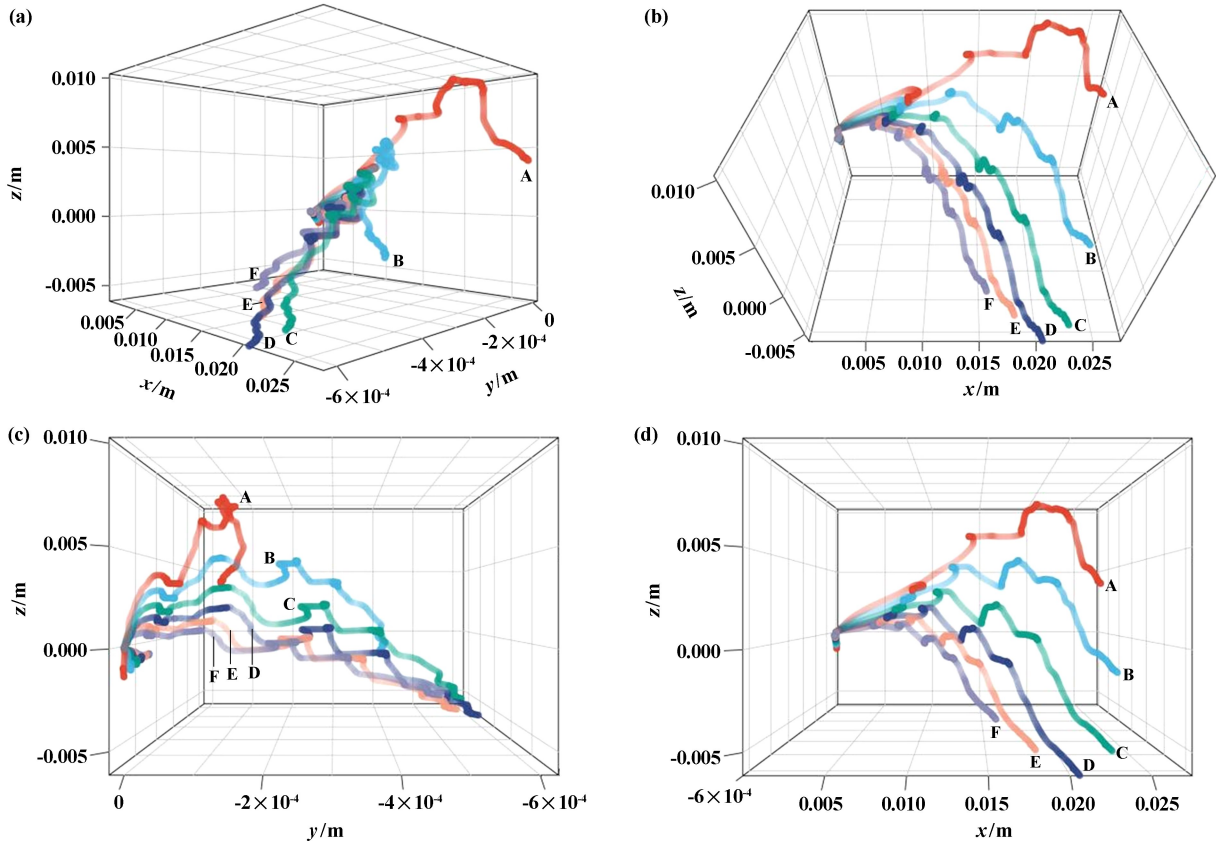 (a)
0.010
0.005
0.000
-0.005
z/m
A
B
F
E
D
C
0.005
0.010
0.015
0.020
0.025
x/m
0
-2×10⁻⁴
-4×10⁻⁴
-6×10⁻⁴
y/m
(b)
A
B
C
D
E
F
0.010
0.005
0.000
-0.005
z/m
0.005
0.010
0.015
0.020
0.025
x/m
(c)
0.010
0.005
0.000
-0.005
z/m
A
B
C
F
E
D
0
-2×10⁻⁴
-4×10⁻⁴
-6×10⁻⁴
y/m
(d)
0.010
0.005
0.000
-0.005
z/m
A
B
C
D
E
F
-6×10⁻⁴
0.005
0.010
0.015
0.020
0.025
x/m